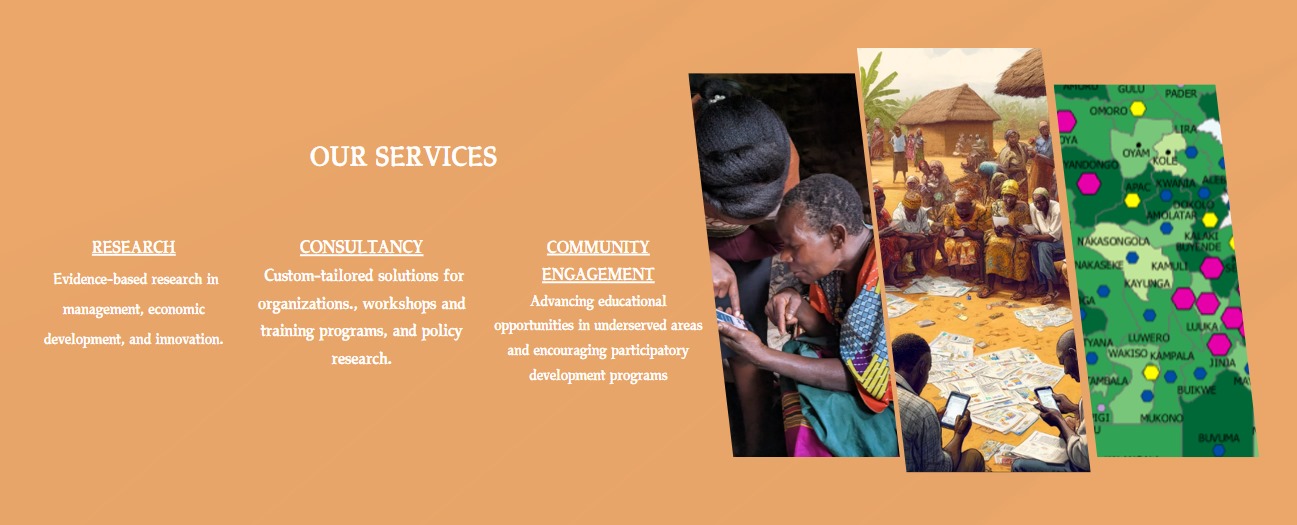 OUR SERVICES
RESEARCH
Evidence-based research in
management, economic
development, and innovation.
CONSULTANCY
Custom-tailored solutions for
organizations., workshops and
training programs, and policy
research.
COMMUNITY
ENGAGEMENT
Advancing educational
opportunities in underserved areas
and encouraging participatory
development programs
GULU
PADER
OMORO
LIRA
OYAM
KOLE
APAC
KWANIA
DOKOLO
AMOLATAR
KALAKI
NAKASONGOLA
BUYENDE
NAKASEKE
KAMULI
KAYUNGA
LUUKA
LUWERO
WAKISO
KAMPALA
JINJA
BUIKWE
MUKONO
BUVUMA